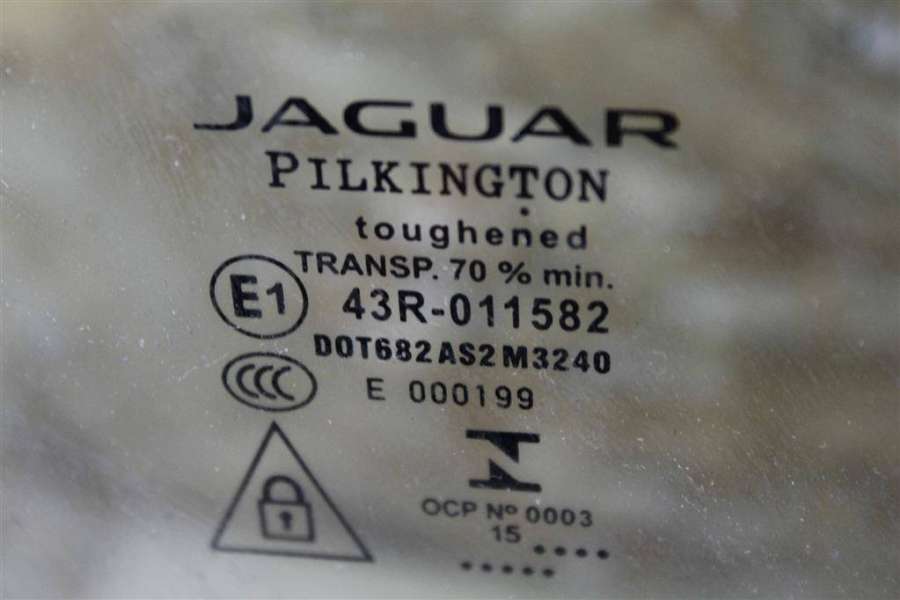 JAGUAR
PILKINGTON
toughened
TRANSP. 70 % min.
E1 43R-011582
DOT682 AS2 M3240
CCC E 000199
OCP Nº 0003
15